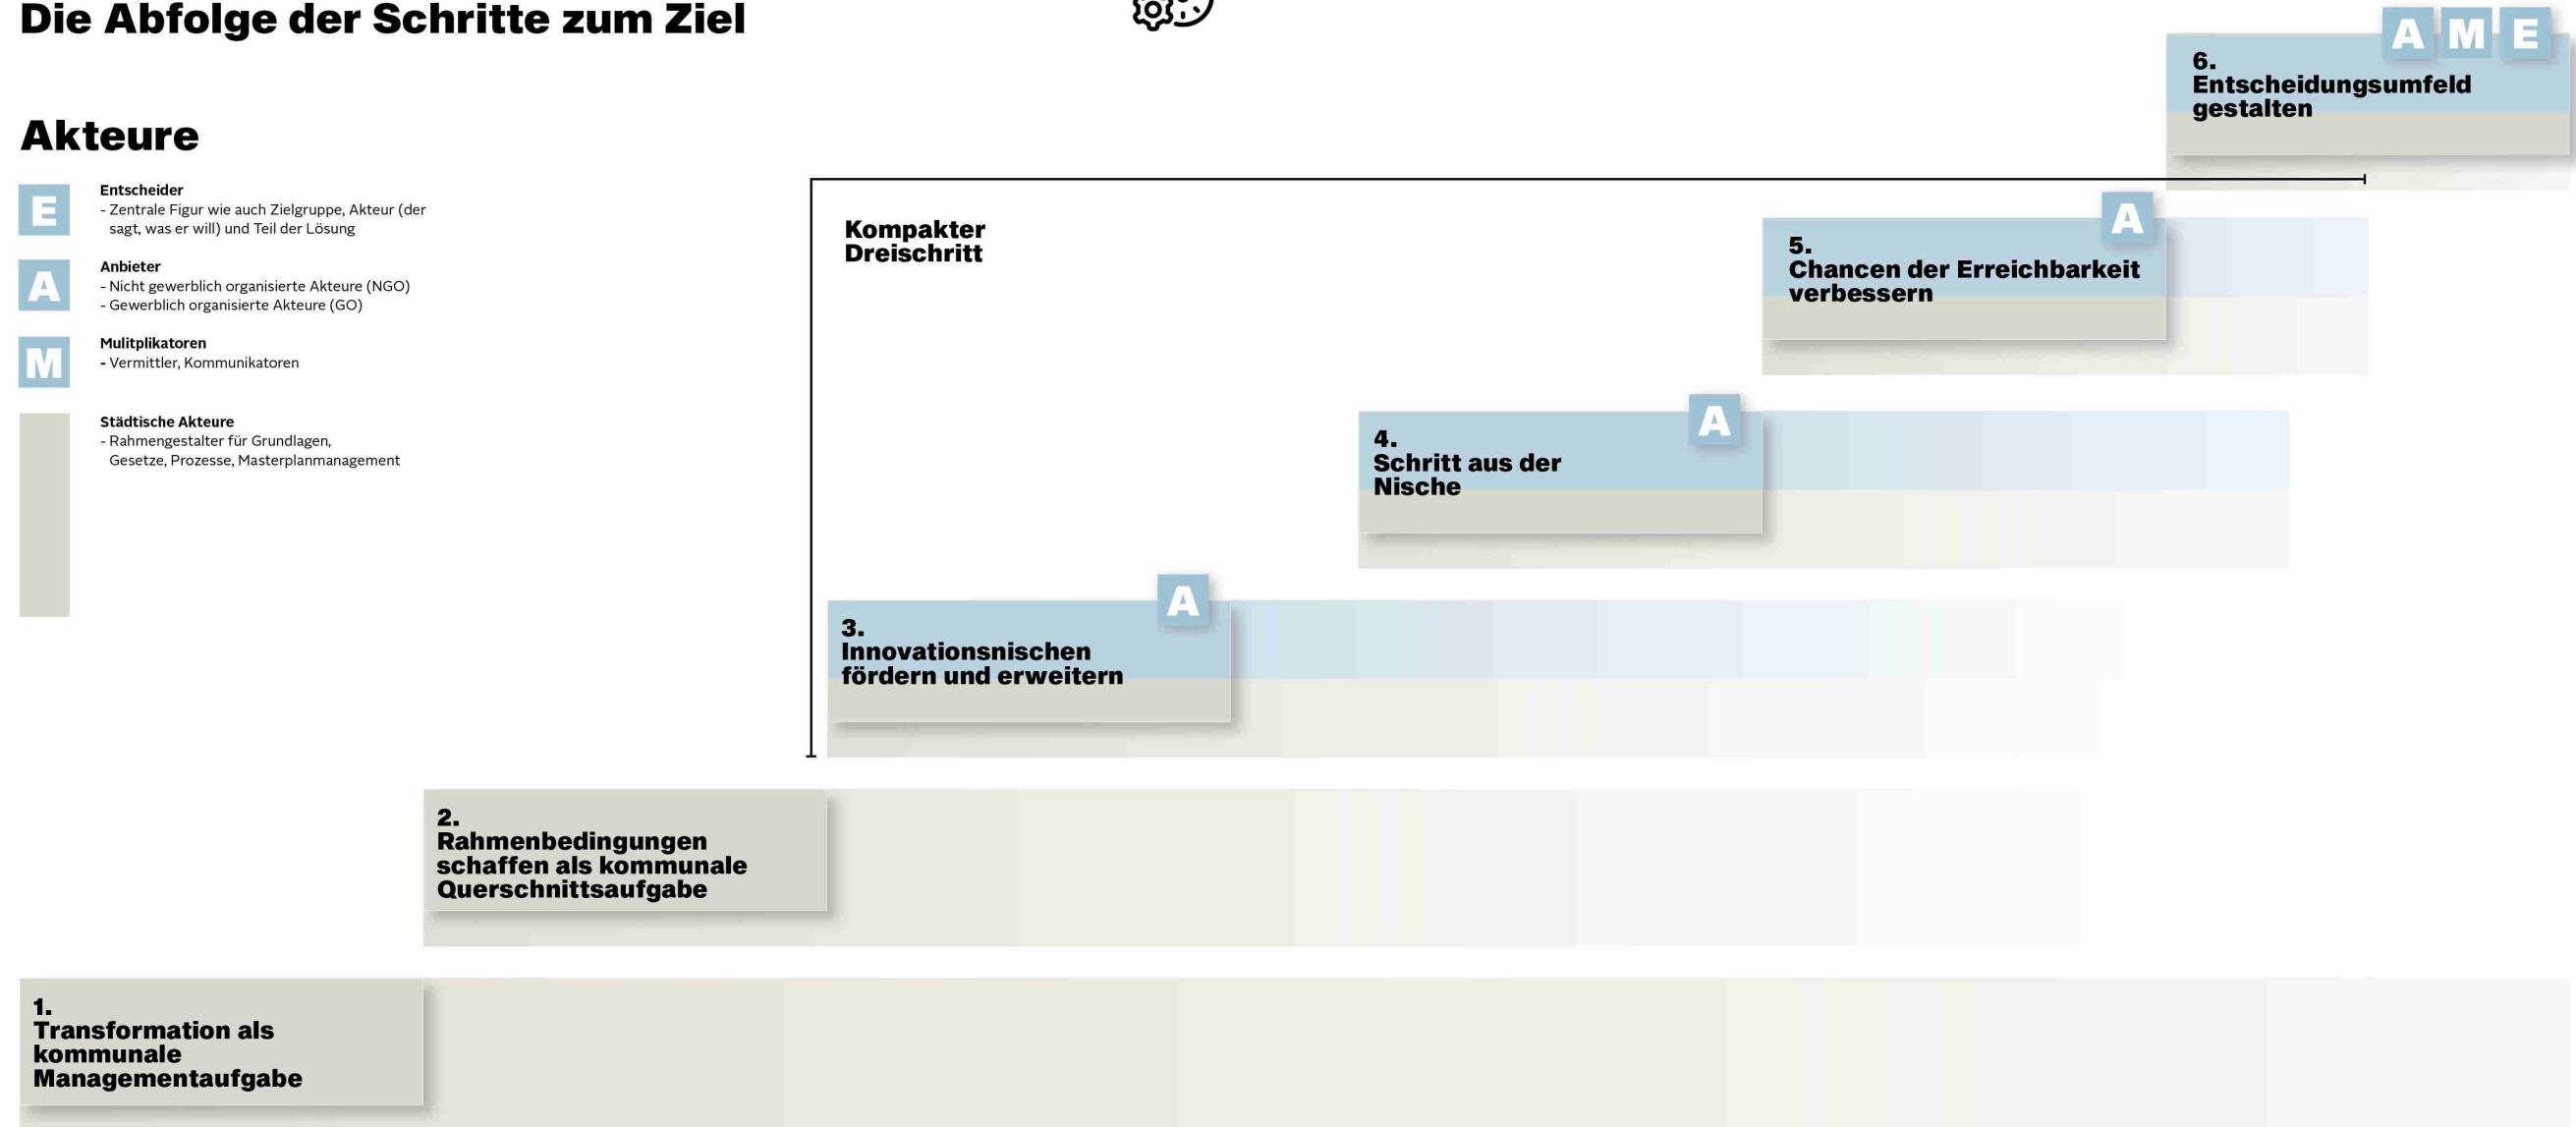 Die Abfolge der Schritte zum Ziel
Akteure
E
Entscheider
- Zentrale Figur wie auch Zielgruppe, Akteur (der
sagt, was er will) und Teil der Lösung
A
Anbieter
- Nicht gewerblich organisierte Akteure (NGO)
- Gewerblich organisierte Akteure (GO)
M
Mulitplikatoren
- Vermittler, Kommunikatoren
Städtische Akteure
- Rahmengestalter für Grundlagen,
Gesetze, Prozesse, Masterplanmanagement
A M E
6.
Entscheidungsumfeld
gestalten
Kompakter
Dreischritt
A
5.
Chancen der Erreichbarkeit
verbessern
A
4.
Schritt aus der
Nische
A
3.
Innovationsnischen
fördern und erweitern
2.
Rahmenbedingungen
schaffen als kommunale
Querschnittsaufgabe
1.
Transformation als
kommunale
Managementaufgabe